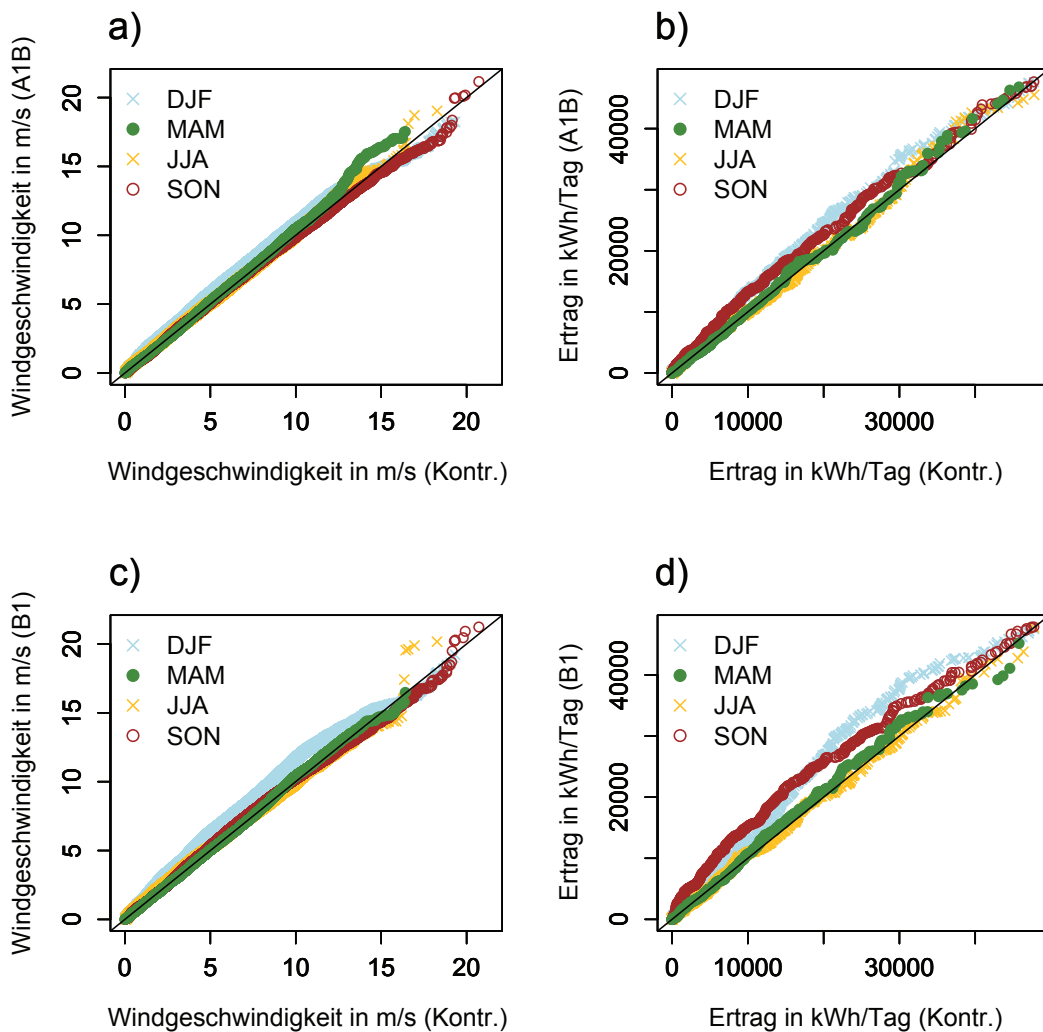 a)
Windgeschwindigkeit in m/s (A1B)
0 5 10 15 20
DJF
MAM
JJA
SON
0 5 10 15 20
Windgeschwindigkeit in m/s (Kontr.)
b)
Ertrag in kWh/Tag (A1B)
0 20000 40000
DJF
MAM
JJA
SON
0 10000 30000
Ertrag in kWh/Tag (Kontr.)
c)
Windgeschwindigkeit in m/s (B1)
0 5 10 15 20
DJF
MAM
JJA
SON
0 5 10 15 20
Windgeschwindigkeit in m/s (Kontr.)
d)
Ertrag in kWh/Tag (B1)
0 20000 40000
DJF
MAM
JJA
SON
0 10000 30000
Ertrag in kWh/Tag (Kontr.)